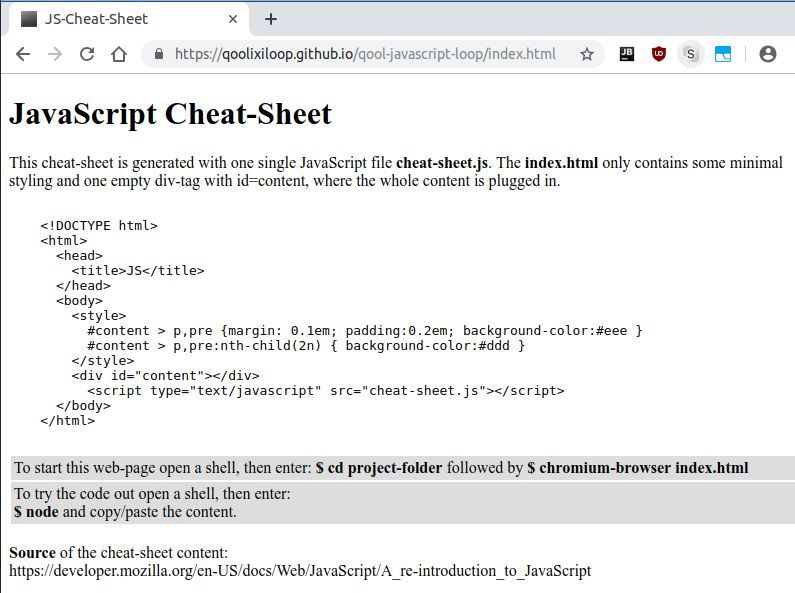 JS-Cheat-Sheet
https://qoolixiloop.github.io/qool-javascript-loop/index.html
JB
UD
S
JavaScript Cheat-Sheet
This cheat-sheet is generated with one single JavaScript file cheat-sheet.js. The index.html only contains some minimal
styling and one empty div-tag with id=content, where the whole content is plugged in.
<!DOCTYPE html>
<html>
  <head>
    <title>JS</title>
  </head>
  <body>
    <style>
      #content > p,pre {margin: 0.1em; padding:0.2em; background-color:#eee }
      #content > p,pre:nth-child(2n) { background-color:#ddd }
    </style>
    <div id="content"></div>
      <script type="text/javascript" src="cheat-sheet.js"></script>
  </body>
</html>
To start this web-page open a shell, then enter: $ cd project-folder followed by $ chromium-browser index.html
To try the code out open a shell, then enter:
$ node and copy/paste the content.
Source of the cheat-sheet content:
https://developer.mozilla.org/en-US/docs/Web/JavaScript/A_re-introduction_to_JavaScript